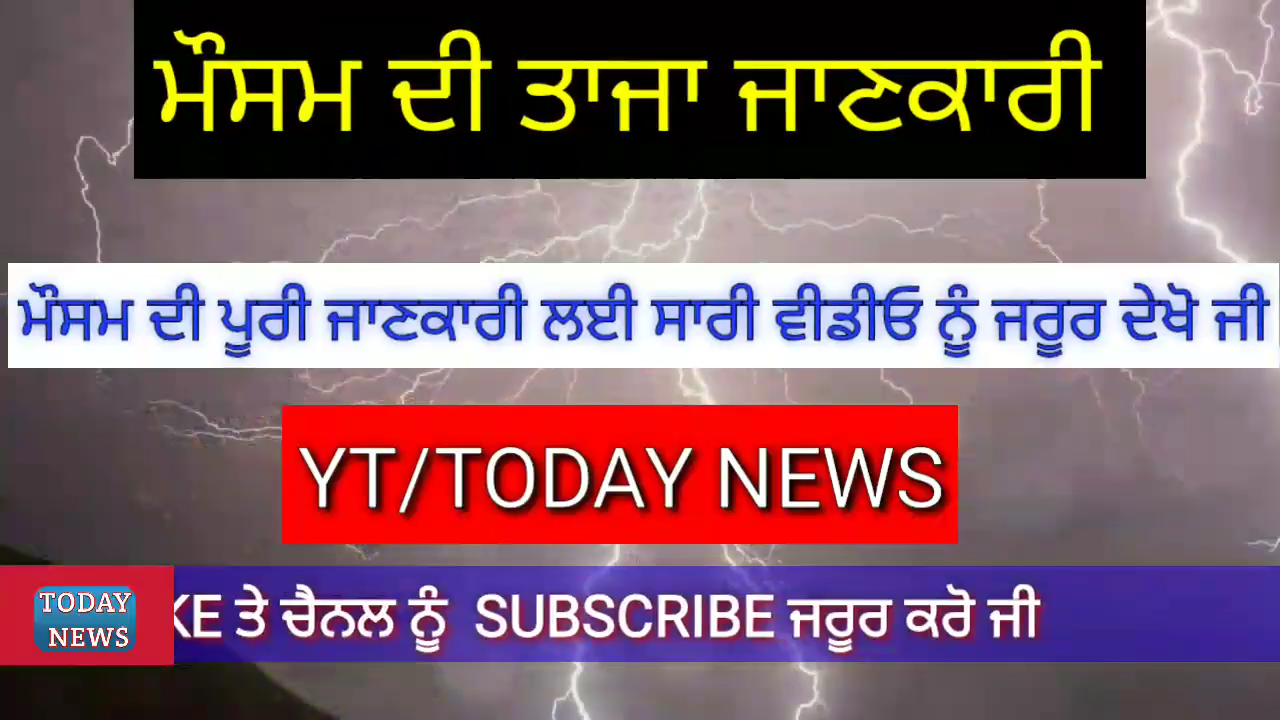 ਮੌਸਮ ਦੀ ਤਾਜਾ ਜਾਣਕਾਰੀ
ਮੌਸਮ ਦੀ ਪੂਰੀ ਜਾਣਕਾਰੀ ਲਈ ਸਾਰੀ ਵੀਡੀਓ ਨੂੰ ਜਰੂਰ ਦੇਖੋ ਜੀ
YT/TODAY NEWS
TODAY
NEWS
KE ਤੇ ਚੈਨਲ ਨੂੰ SUBSCRIBE ਜਰੂਰ ਕਰੋ ਜੀ